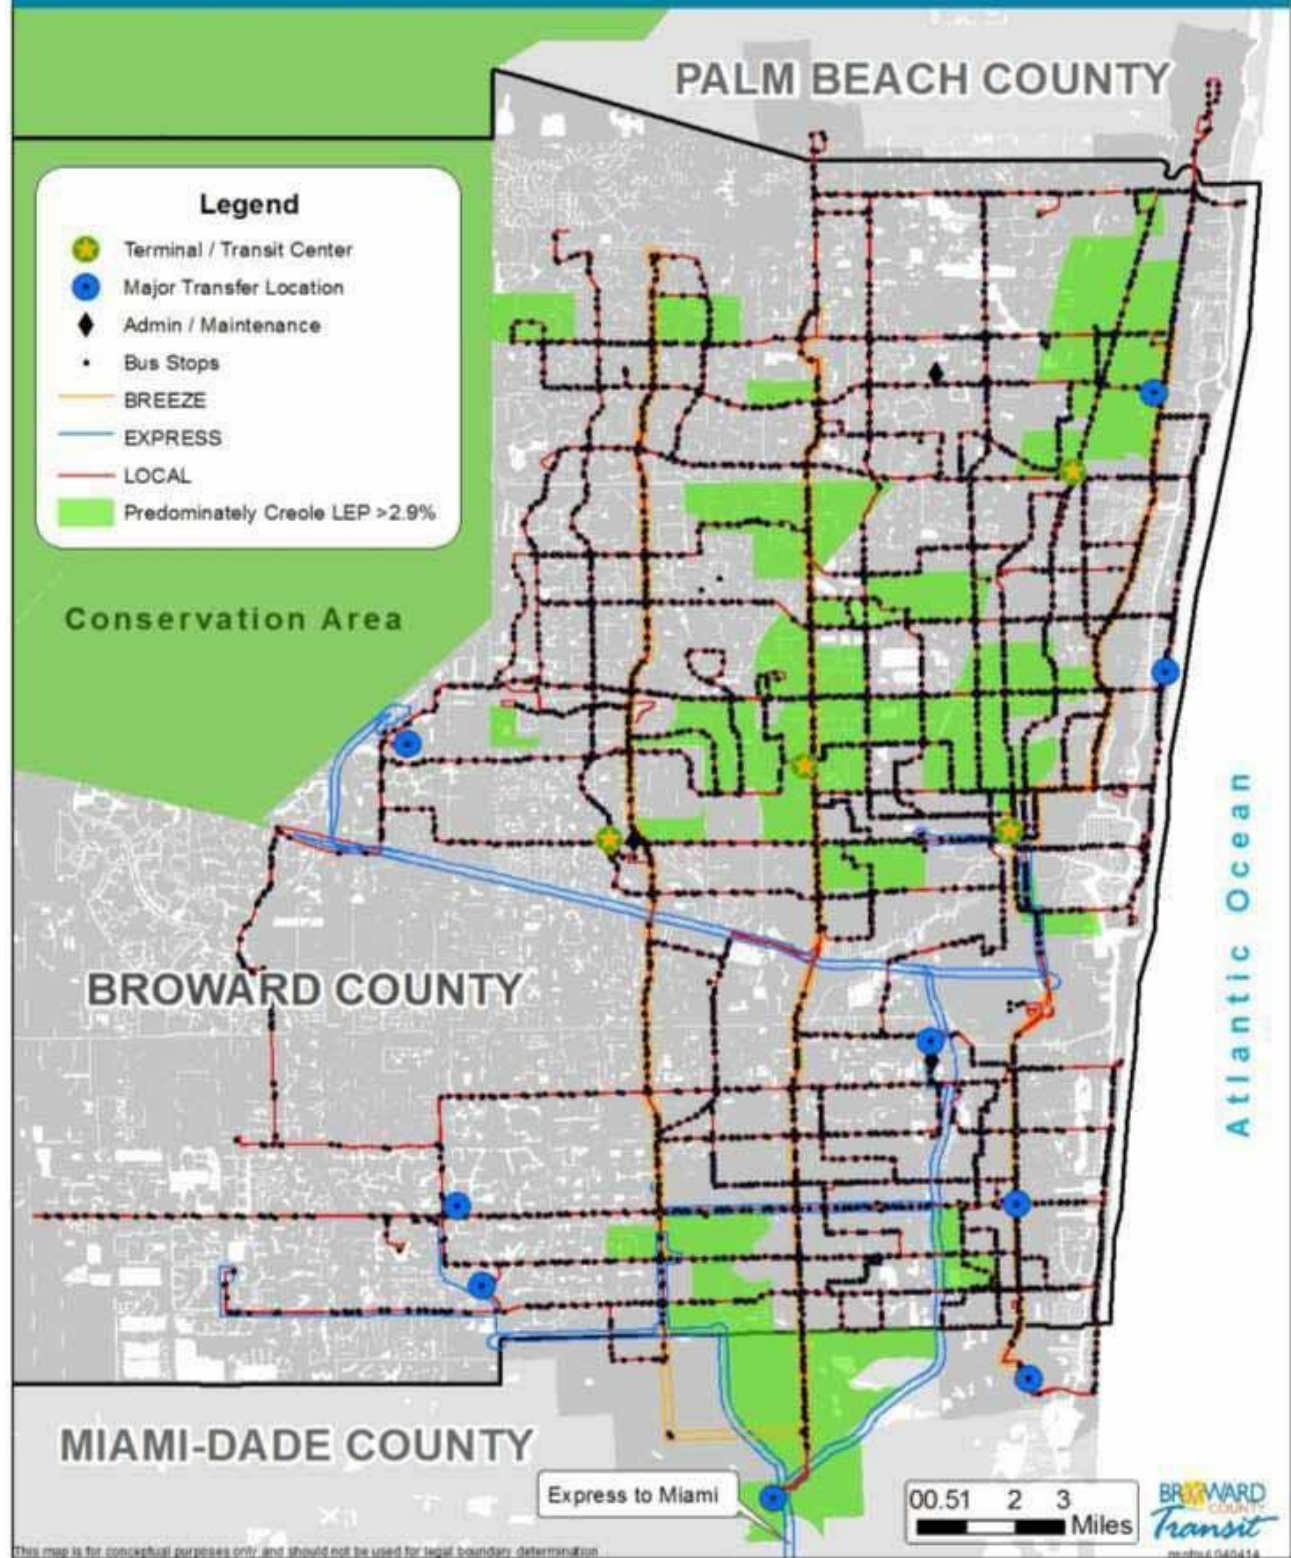 PALM BEACH COUNTY
Legend
Terminal / Transit Center
Major Transfer Location
Admin / Maintenance
Bus Stops
BREEZE
EXPRESS
LOCAL
Predominately Creole LEP >2.9%
Conservation Area
BROWARD COUNTY
Atlantic Ocean
MIAMI-DADE COUNTY
Express to Miami
00.51 2 3
Miles
BROWARD
COUNTY
Transit
This map is for conceptual purposes only and should not be used for legal boundary determination